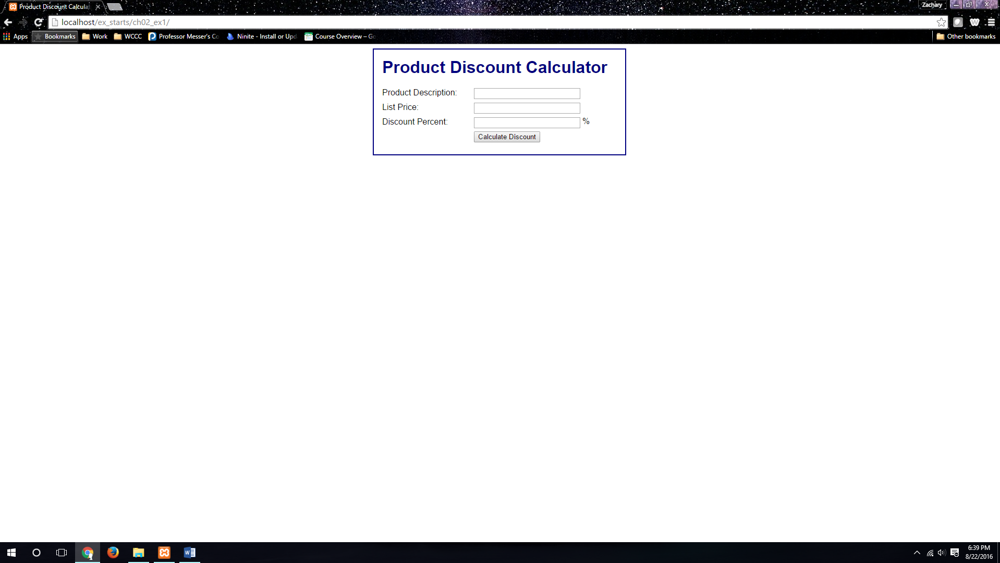 Product Discount Calcula
Zachary
localhost/ex_starts/ch02_ex1/
Apps Bookmarks Work WCCC Professor Messer's Co Ninite - Install or Upd Course Overview – Go Other bookmarks
Product Discount Calculator
Product Description:
List Price:
Discount Percent: %
Calculate Discount
6:39 PM
8/22/2016